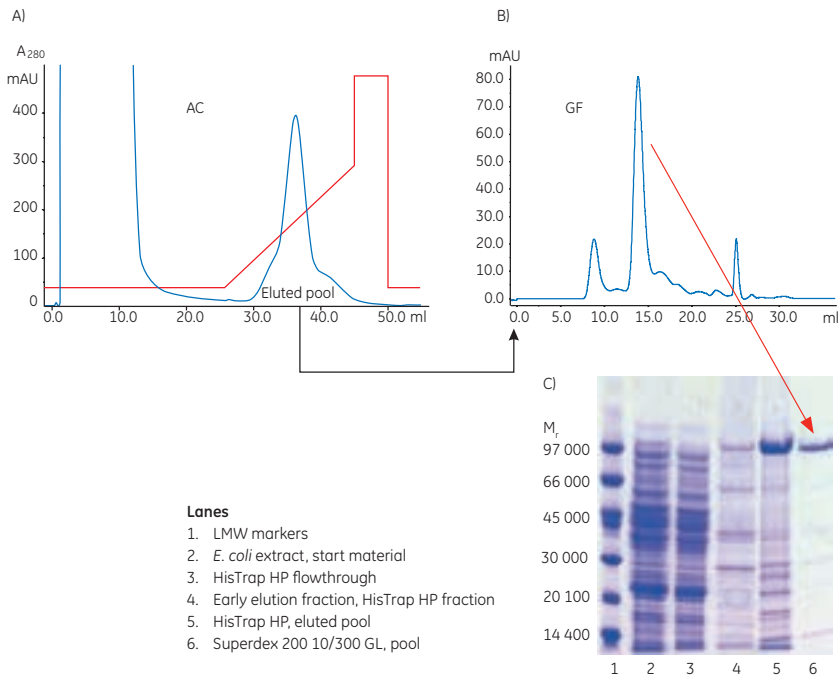 A)
A280
mAU
AC
400
300
200
100
0
Eluted pool
0.0 10.0 20.0 30.0 40.0 50.0 ml
B)
mAU
80.0
GF
70.0
60.0
50.0
40.0
30.0
20.0
10.0
0.0
0.0 5.0 10.0 15.0 20.0 25.0 30.0 ml
C)
Mr
97 000
66 000
45 000
30 000
20 100
14 400
1 2 3 4 5 6
Lanes
1. LMW markers
2. E. coli extract, start material
3. HisTrap HP flowthrough
4. Early elution fraction, HisTrap HP fraction
5. HisTrap HP, eluted pool
6. Superdex 200 10/300 GL, pool